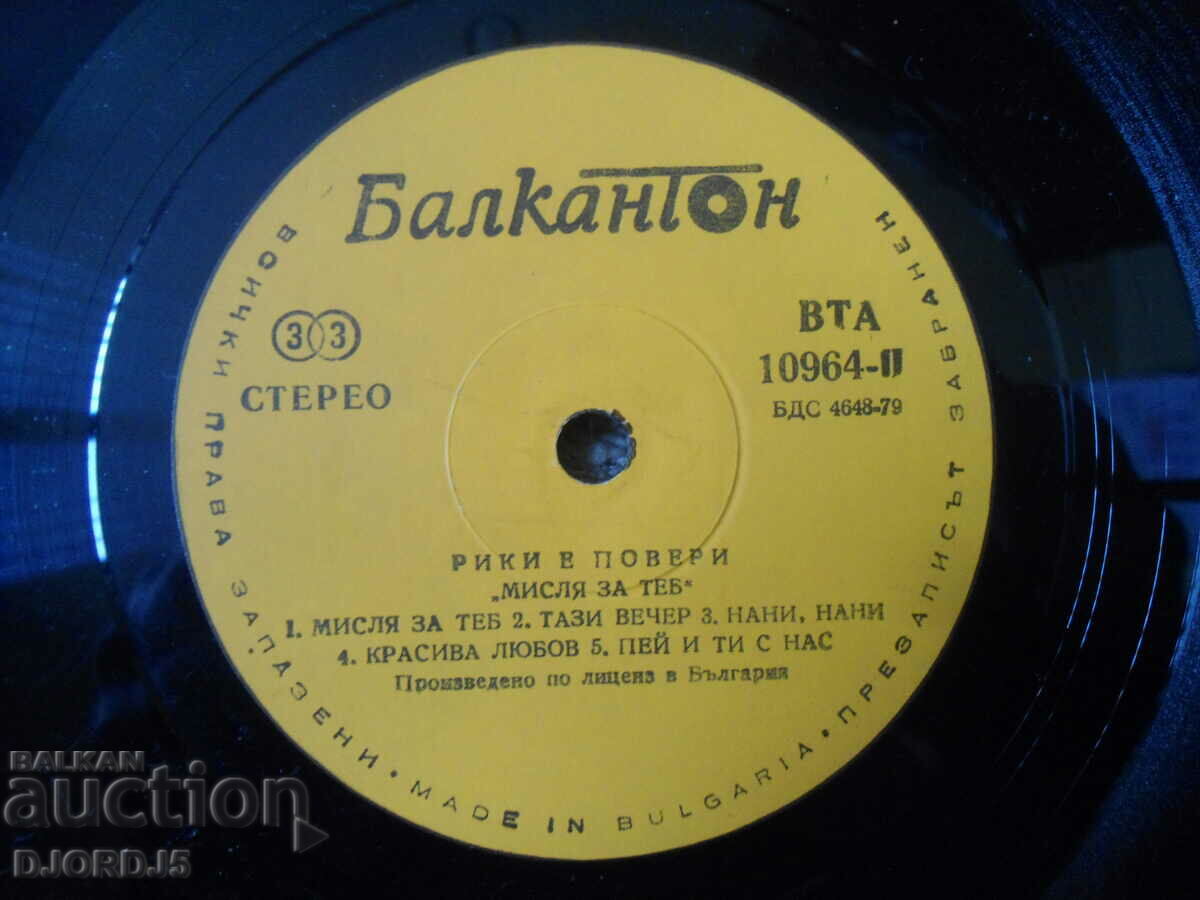 Балкантон
33
СТЕРЕО
ВТА
10964-II
БДС 4648-79
РИКИ Е ПОВЕРИ
„МИСЛЯ ЗА ТЕБ“
1. МИСЛЯ ЗА ТЕБ 2. ТАЗИ ВЕЧЕР 3. НАНИ, НАНИ
4. КРАСИВА ЛЮБОВ 5. ПЕЙ И ТИ С НАС
Произведено по лиценз в България
ВСИЧКИ ПРАВА ЗАПАЗЕНИ • MADE IN BULGARIA • ПРЕЗАПИСЪТ ЗАБРАНЕН
BALKAN
auction
DJORDJ5